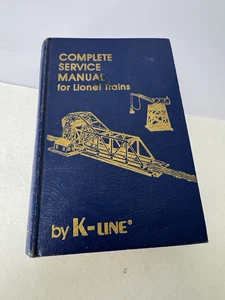 COMPLETE
SERVICE
MANUAL
for Lionel Trains
by K-LINE®